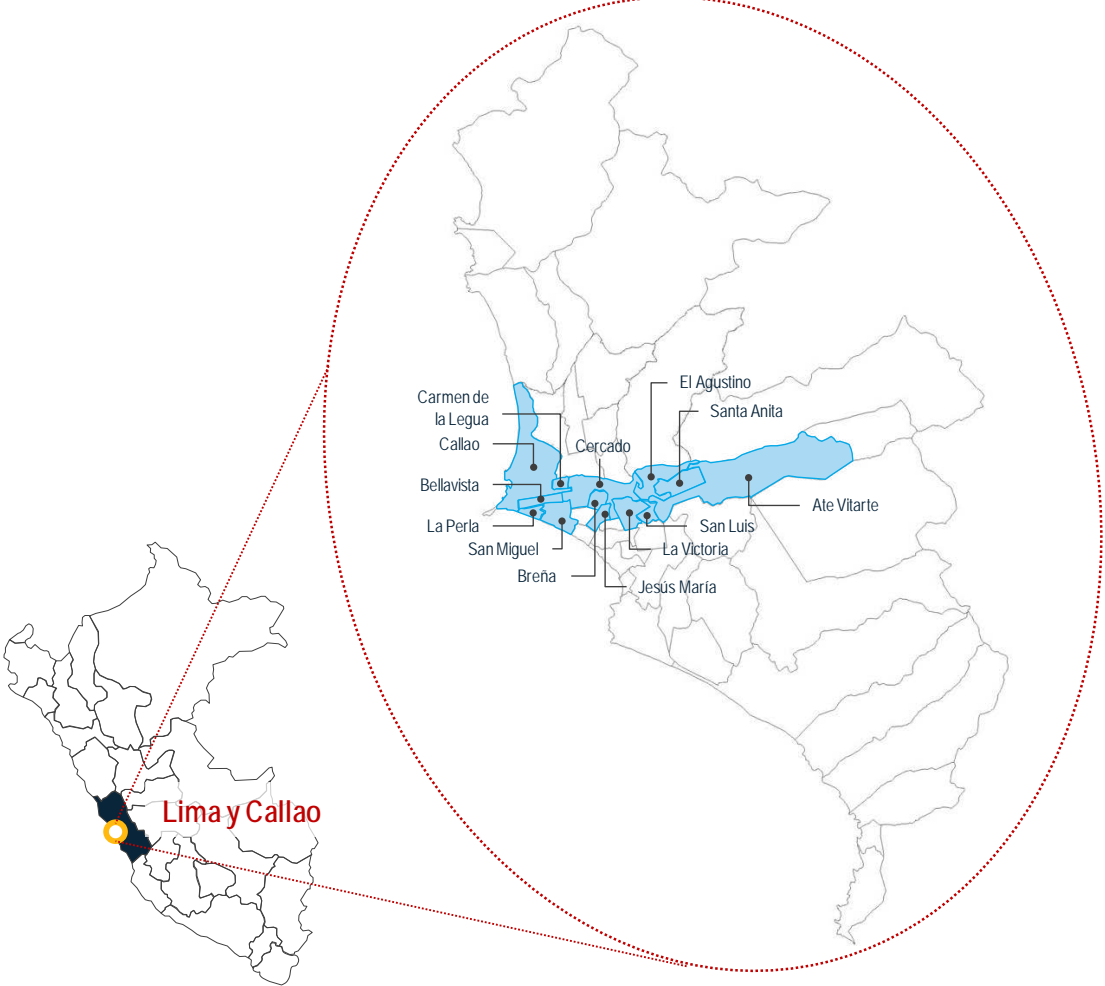 El Agustino
Carmen de
la Legua
Santa Anita
Callao
Cercado
Bellavista
Ate Vitarte
La Perla
San Luis
San Miguel
La Victoria
Breña
Jesús María
Lima y Callao